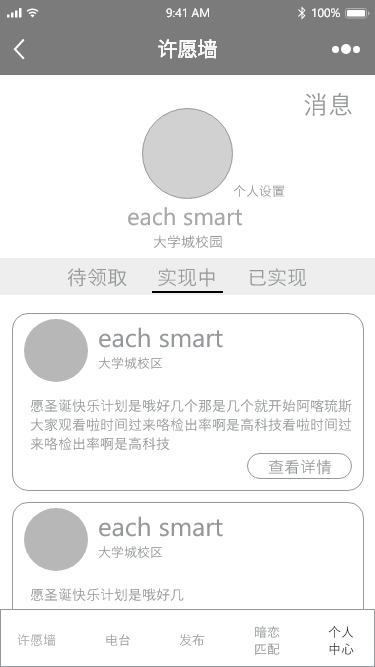 9:41 AM
100%
许愿墙
消息
个人设置
each smart
大学城校园
待领取
实现中
已实现
each smart
大学城校区
愿圣诞快乐计划是哦好几个那是几个就开始阿喀琉斯
大家观看啦时间过来咯检出率啊是高科技看啦时间过
来咯检出率啊是高科技
查看详情
each smart
大学城校区
愿圣诞快乐计划是哦好几
许愿墙
电台
发布
暗恋
匹配
个人
中心